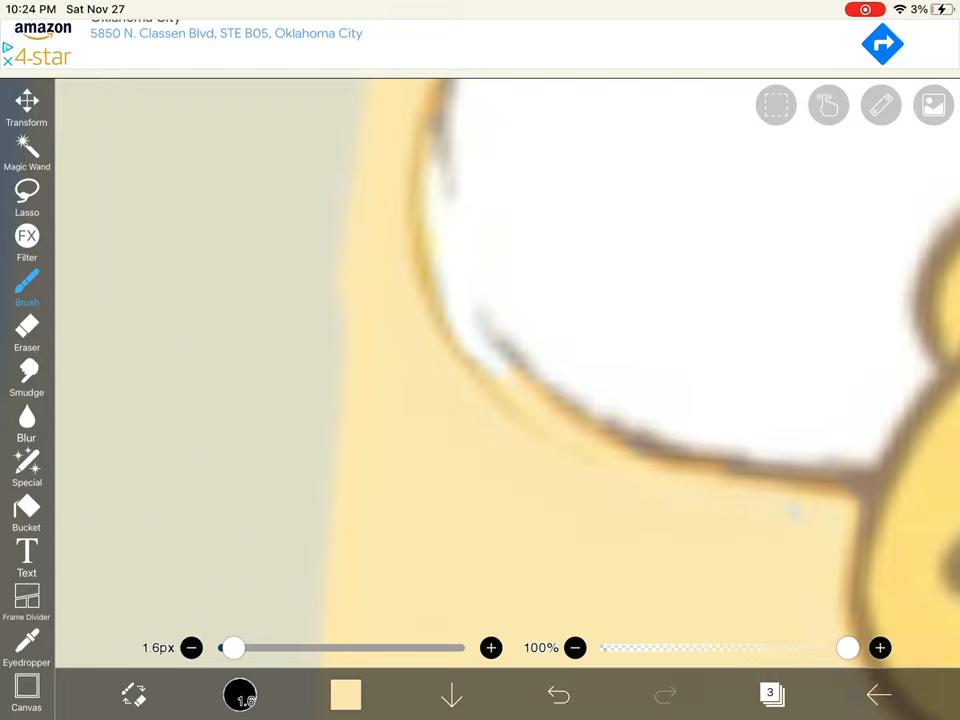 10:24 PM Sat Nov 27
3%
amazon
4-star
Oklahoma City
5850 N. Classen Blvd, STE B05, Oklahoma City
Transform
Magic Wand
Lasso
FX
Filter
Brush
Eraser
Smudge
Blur
Special
Bucket
T
Text
Frame Divider
Eyedropper
Canvas
1.6px
100%
1.6
3